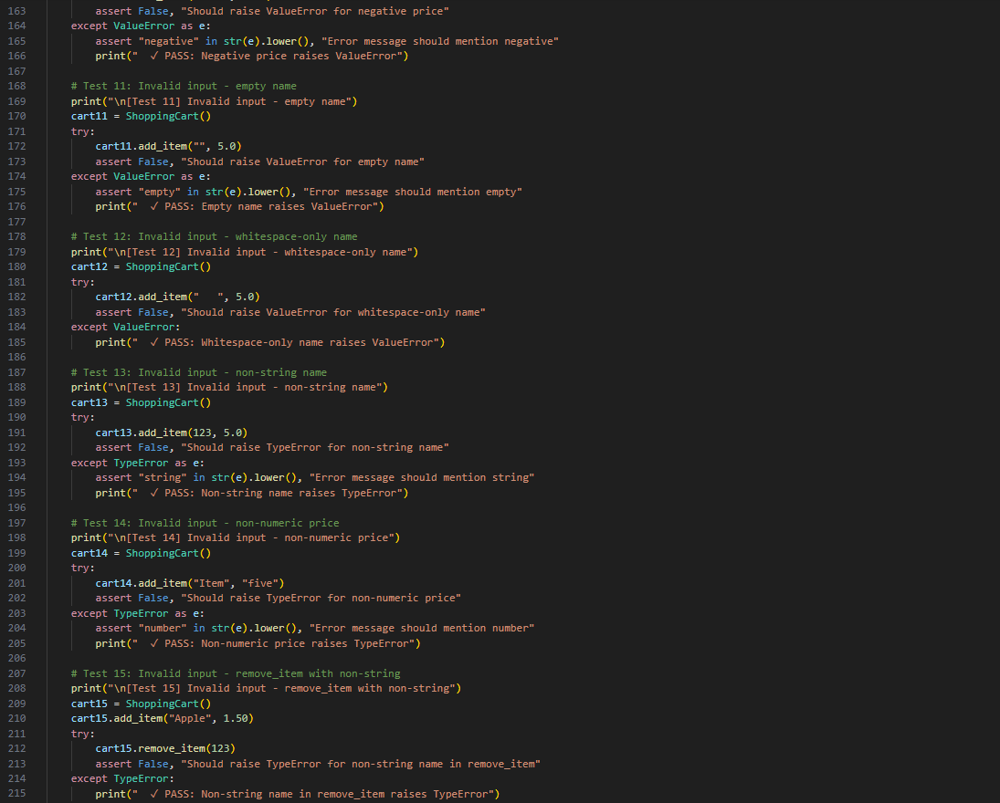 163 assert False, "Should raise ValueError for negative price"
164 except ValueError as e:
165 assert "negative" in str(e).lower(), "Error message should mention negative"
166 print("  ✓ PASS: Negative price raises ValueError")
167
168 # Test 11: Invalid input - empty name
169 print("\n[Test 11] Invalid input - empty name")
170 cart11 = ShoppingCart()
171 try:
172 cart11.add_item("", 5.0)
173 assert False, "Should raise ValueError for empty name"
174 except ValueError as e:
175 assert "empty" in str(e).lower(), "Error message should mention empty"
176 print("  ✓ PASS: Empty name raises ValueError")
177
178 # Test 12: Invalid input - whitespace-only name
179 print("\n[Test 12] Invalid input - whitespace-only name")
180 cart12 = ShoppingCart()
181 try:
182 cart12.add_item("   ", 5.0)
183 assert False, "Should raise ValueError for whitespace-only name"
184 except ValueError:
185 print("  ✓ PASS: Whitespace-only name raises ValueError")
186
187 # Test 13: Invalid input - non-string name
188 print("\n[Test 13] Invalid input - non-string name")
189 cart13 = ShoppingCart()
190 try:
191 cart13.add_item(123, 5.0)
192 assert False, "Should raise TypeError for non-string name"
193 except TypeError as e:
194 assert "string" in str(e).lower(), "Error message should mention string"
195 print("  ✓ PASS: Non-string name raises TypeError")
196
197 # Test 14: Invalid input - non-numeric price
198 print("\n[Test 14] Invalid input - non-numeric price")
199 cart14 = ShoppingCart()
200 try:
201 cart14.add_item("Item", "five")
202 assert False, "Should raise TypeError for non-numeric price"
203 except TypeError as e:
204 assert "number" in str(e).lower(), "Error message should mention number"
205 print("  ✓ PASS: Non-numeric price raises TypeError")
206
207 # Test 15: Invalid input - remove_item with non-string
208 print("\n[Test 15] Invalid input - remove_item with non-string")
209 cart15 = ShoppingCart()
210 cart15.add_item("Apple", 1.50)
211 try:
212 cart15.remove_item(123)
213 assert False, "Should raise TypeError for non-string name in remove_item"
214 except TypeError:
215 print("  ✓ PASS: Non-string name in remove_item raises TypeError")